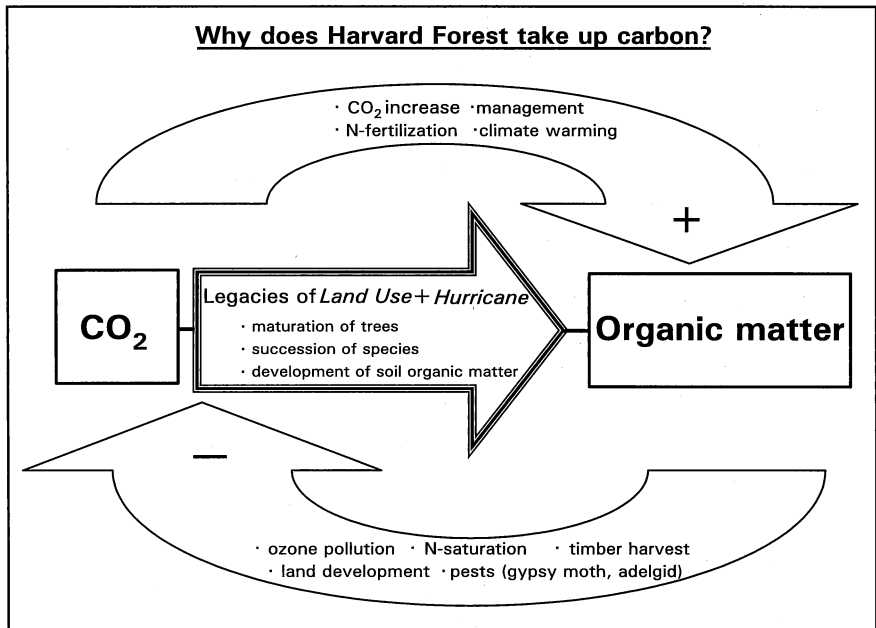 Why does Harvard Forest take up carbon?
· CO₂ increase · management
· N-fertilization · climate warming
+
CO₂
Legacies of Land Use + Hurricane
· maturation of trees
· succession of species
· development of soil organic matter
Organic matter
—
· ozone pollution · N-saturation · timber harvest
· land development · pests (gypsy moth, adelgid)